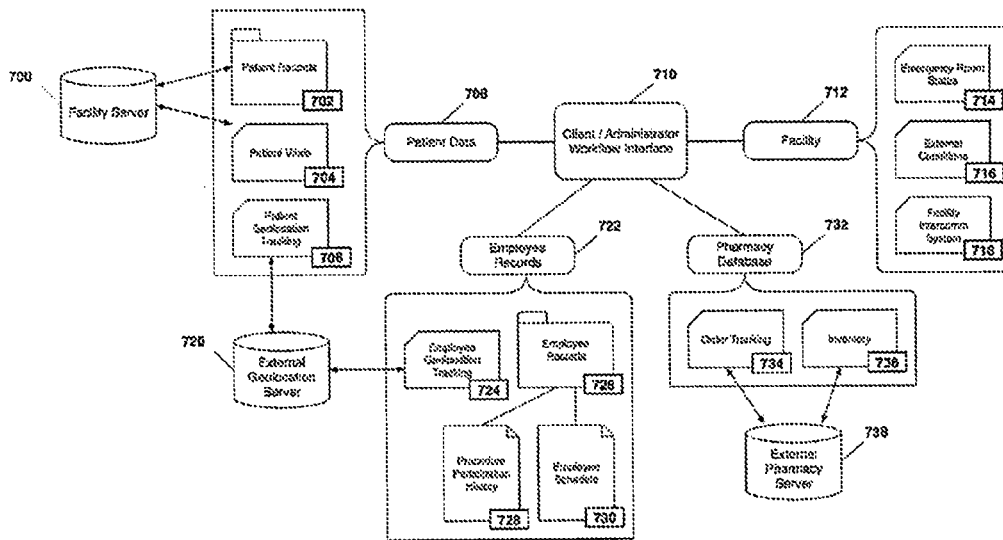 700
Facility Server
Patient Records
702
Patient Vitals
704
Patient
Geolocation
Tracking
706
708
Patient Data
710
Client / Administrator
Workflow Interface
712
Facility
Emergency Room
Status
714
External
Conditions
716
Facility
Intercomm
System
718
720
External
Geolocation
Server
722
Employee
Records
Employee
Geolocation
Tracking
724
Employee
Records
726
Procedure
History
728
Employee
Schedule
730
732
Pharmacy
Database
Order Tracking
734
Inventory
736
External
Pharmacy
Server
738